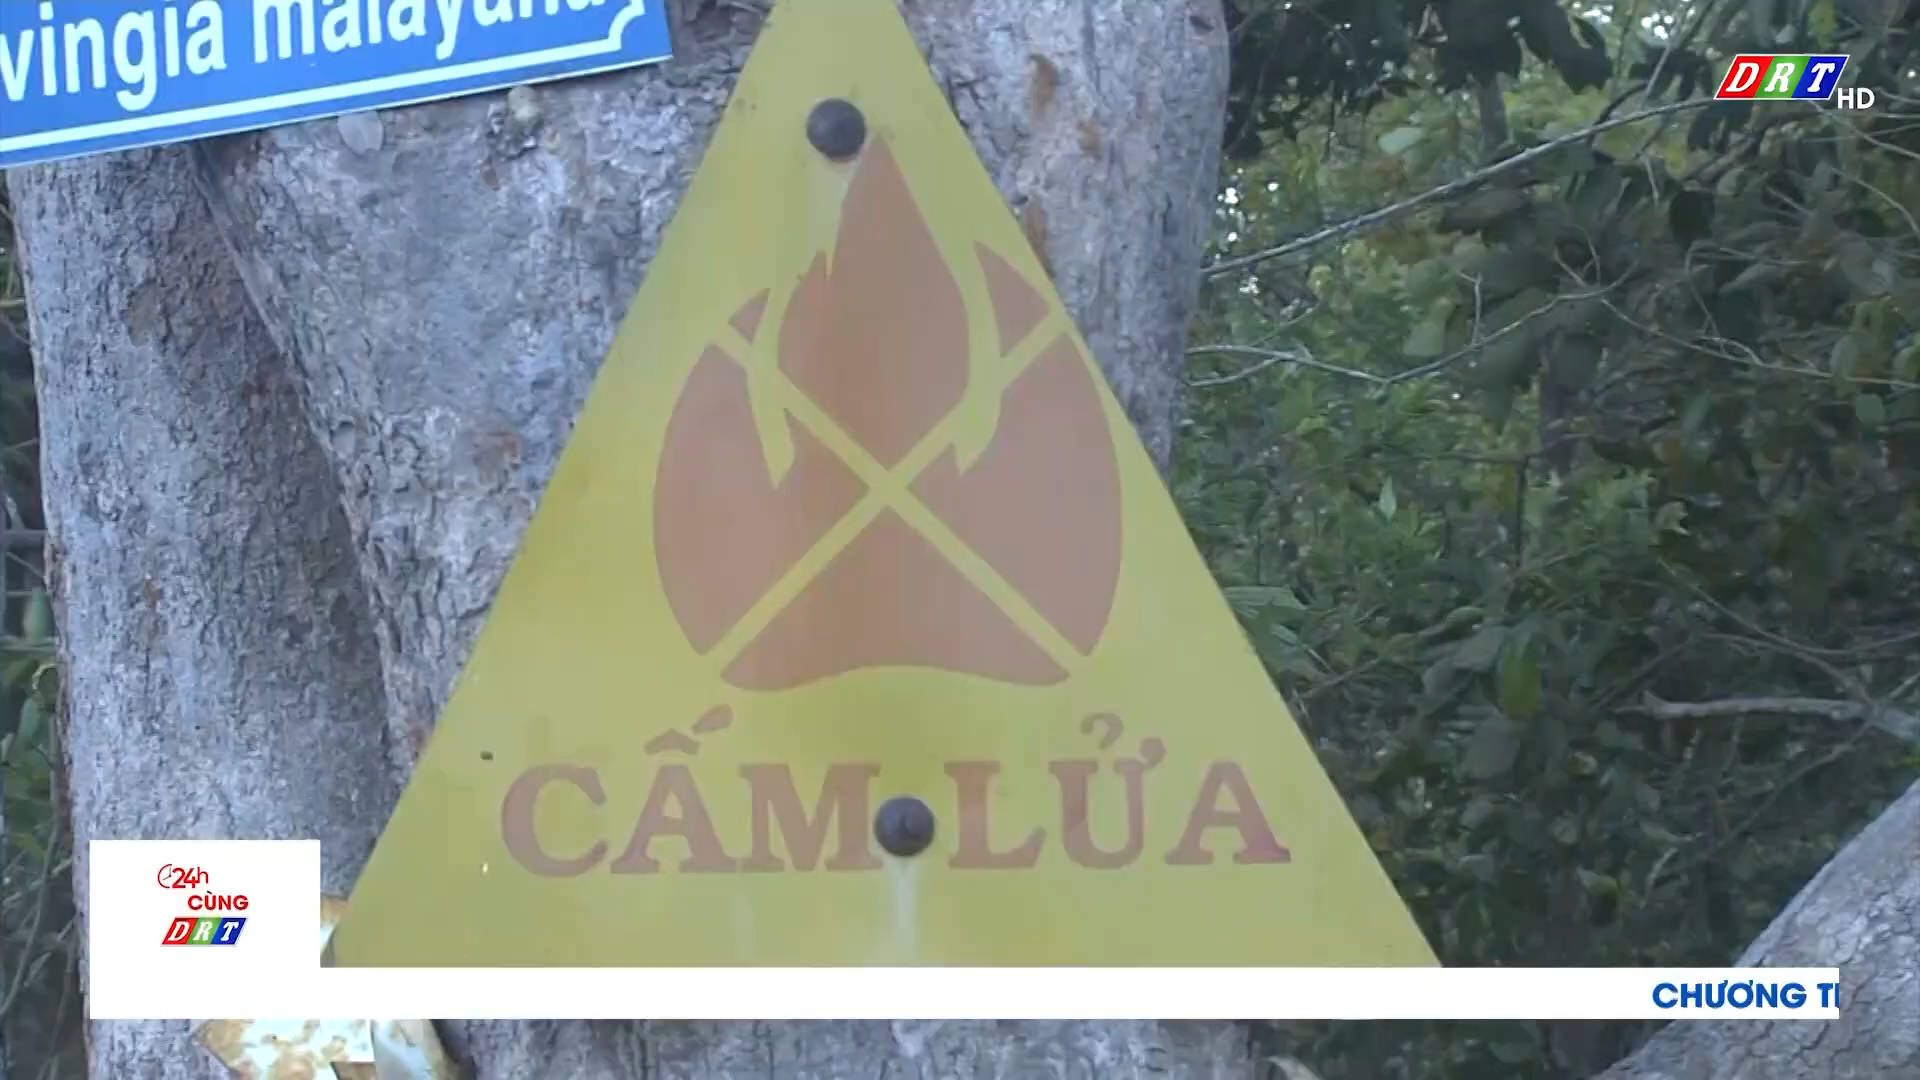 vingia malayana
DRT HD
CẤM LỬA
24h
CÙNG
DRT
CHƯƠNG